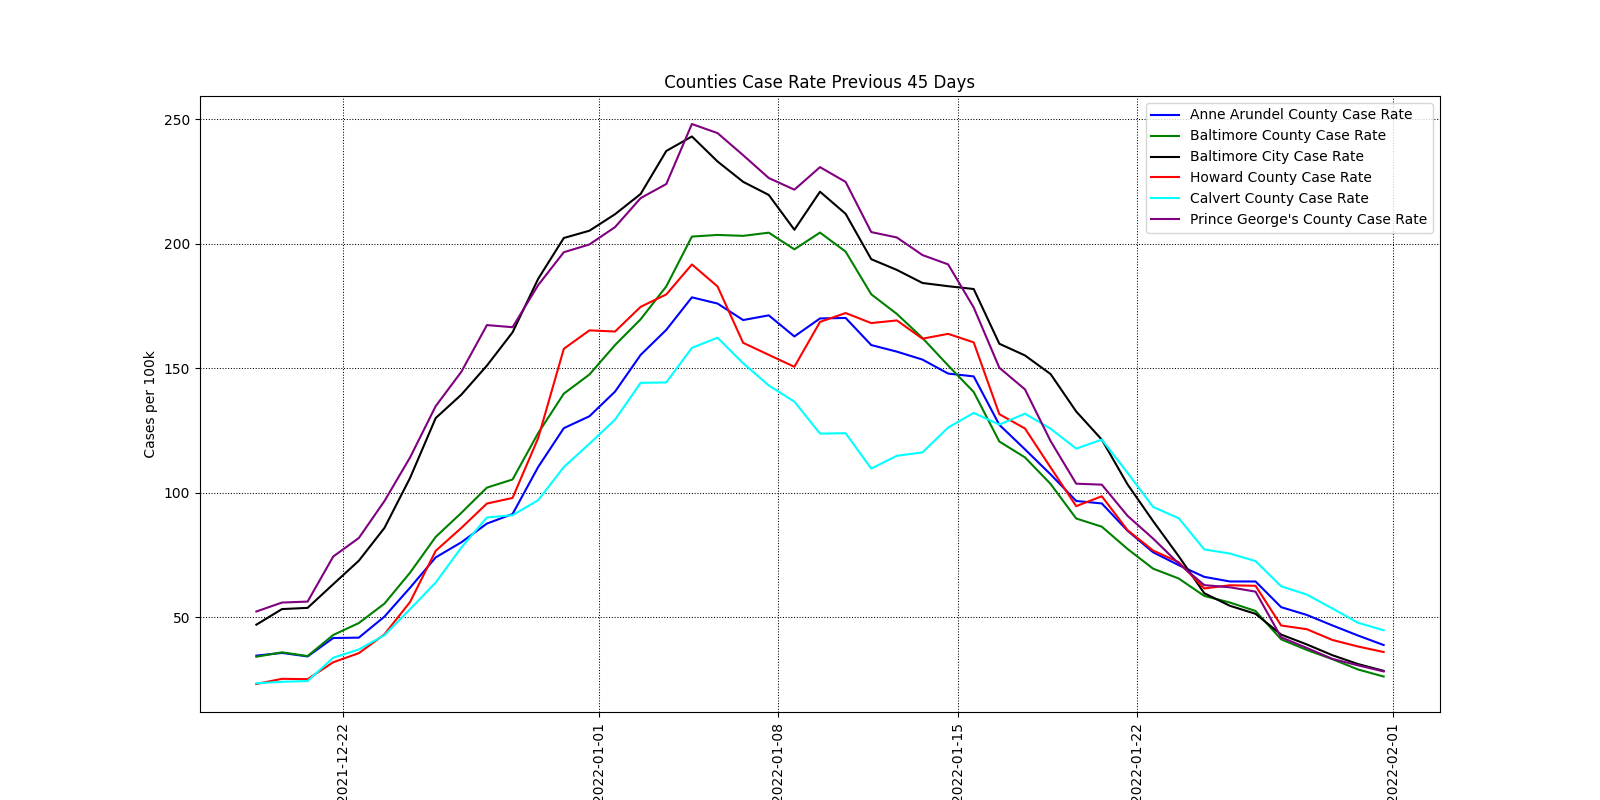 Counties Case Rate Previous 45 Days
Anne Arundel County Case Rate
Baltimore County Case Rate
Baltimore City Case Rate
Howard County Case Rate
Calvert County Case Rate
Prince George's County Case Rate
Cases per 100k
250
200
150
100
50
2021-12-22
2022-01-01
2022-01-08
2022-01-15
2022-01-22
2022-02-01